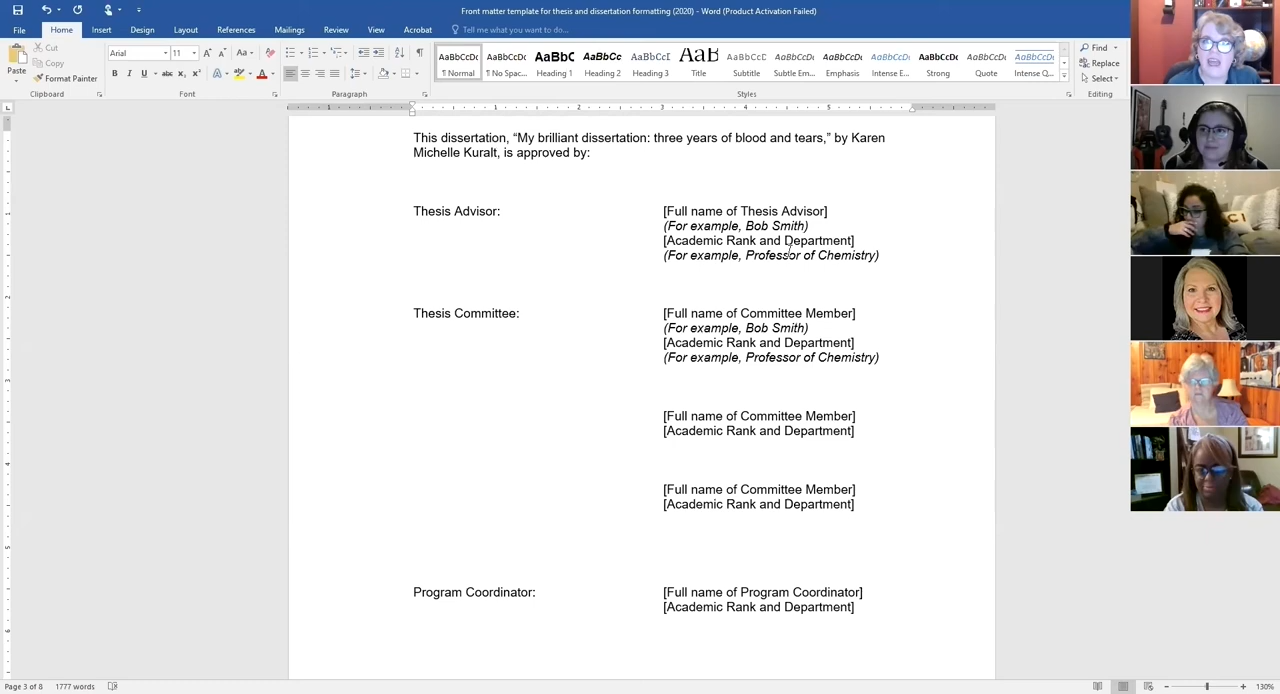 Front matter template for thesis and dissertation formatting (2020) - Word (Product Activation Failed)
File Home Insert Design Layout References Mailings Review View Acrobat Tell me what you want to do...
Cut
Copy
Format Painter
Paste
Clipboard
Arial 11
Font
Paragraph
AaBbCcDc AaBbCcDc AaBbC AaBbCc AaBbCcD AaB AaBbCcD AaBbCcDc AaBbCcDc AaBbCcDc AaBbCcDc AaBbCcDc AaBbCcDc
¶ Normal ¶ No Spac... Heading 1 Heading 2 Heading 3 Title Subtitle Subtle Em... Emphasis Intense E... Strong Quote Intense Q...
Styles
Find
Replace
Select
Editing
This dissertation, “My brilliant dissertation: three years of blood and tears,” by Karen
Michelle Kuralt, is approved by:
Thesis Advisor: [Full name of Thesis Advisor]
(For example, Bob Smith)
[Academic Rank and Department]
(For example, Professor of Chemistry)
Thesis Committee: [Full name of Committee Member]
(For example, Bob Smith)
[Academic Rank and Department]
(For example, Professor of Chemistry)
[Full name of Committee Member]
[Academic Rank and Department]
[Full name of Committee Member]
[Academic Rank and Department]
Program Coordinator: [Full name of Program Coordinator]
[Academic Rank and Department]
Page 3 of 8 1777 words 130%